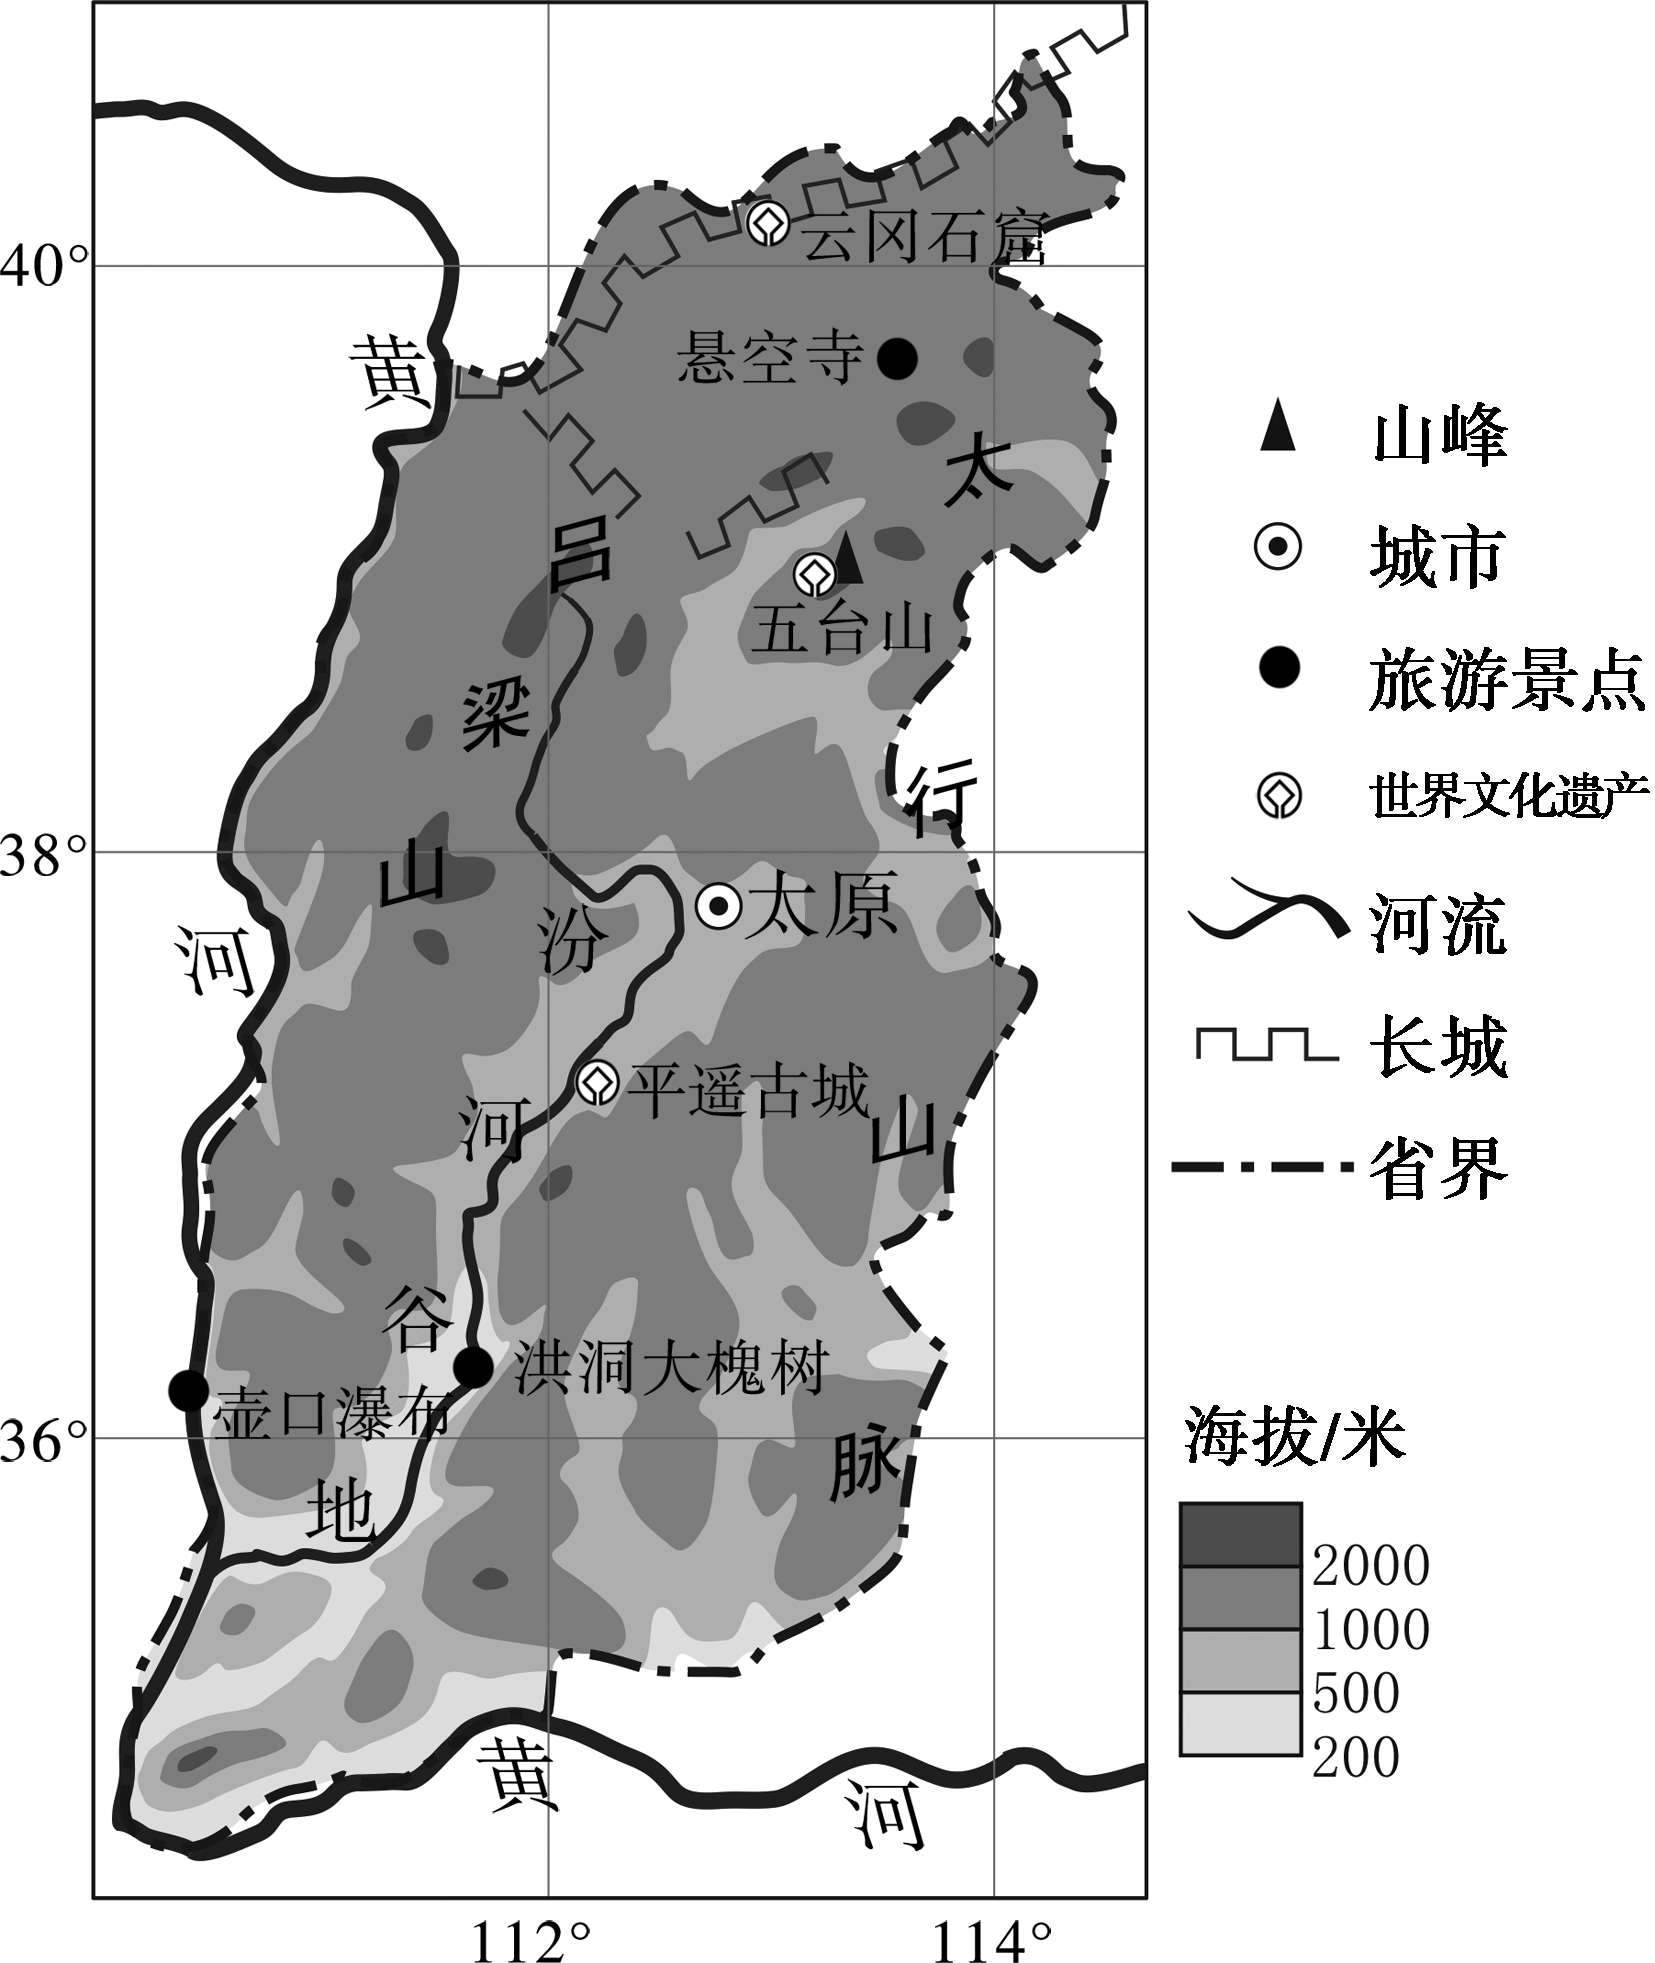 云冈石窟
40°
黄
悬空寺
太
吕
五台山
梁
行
38°
山
太原
汾
河
平遥古城
河
山
谷
洪洞大槐树
壶口瀑布
36°
脉
地
黄
河
112°
114°
山峰
城市
旅游景点
世界文化遗产
河流
长城
省界
海拔/米
2000
1000
500
200